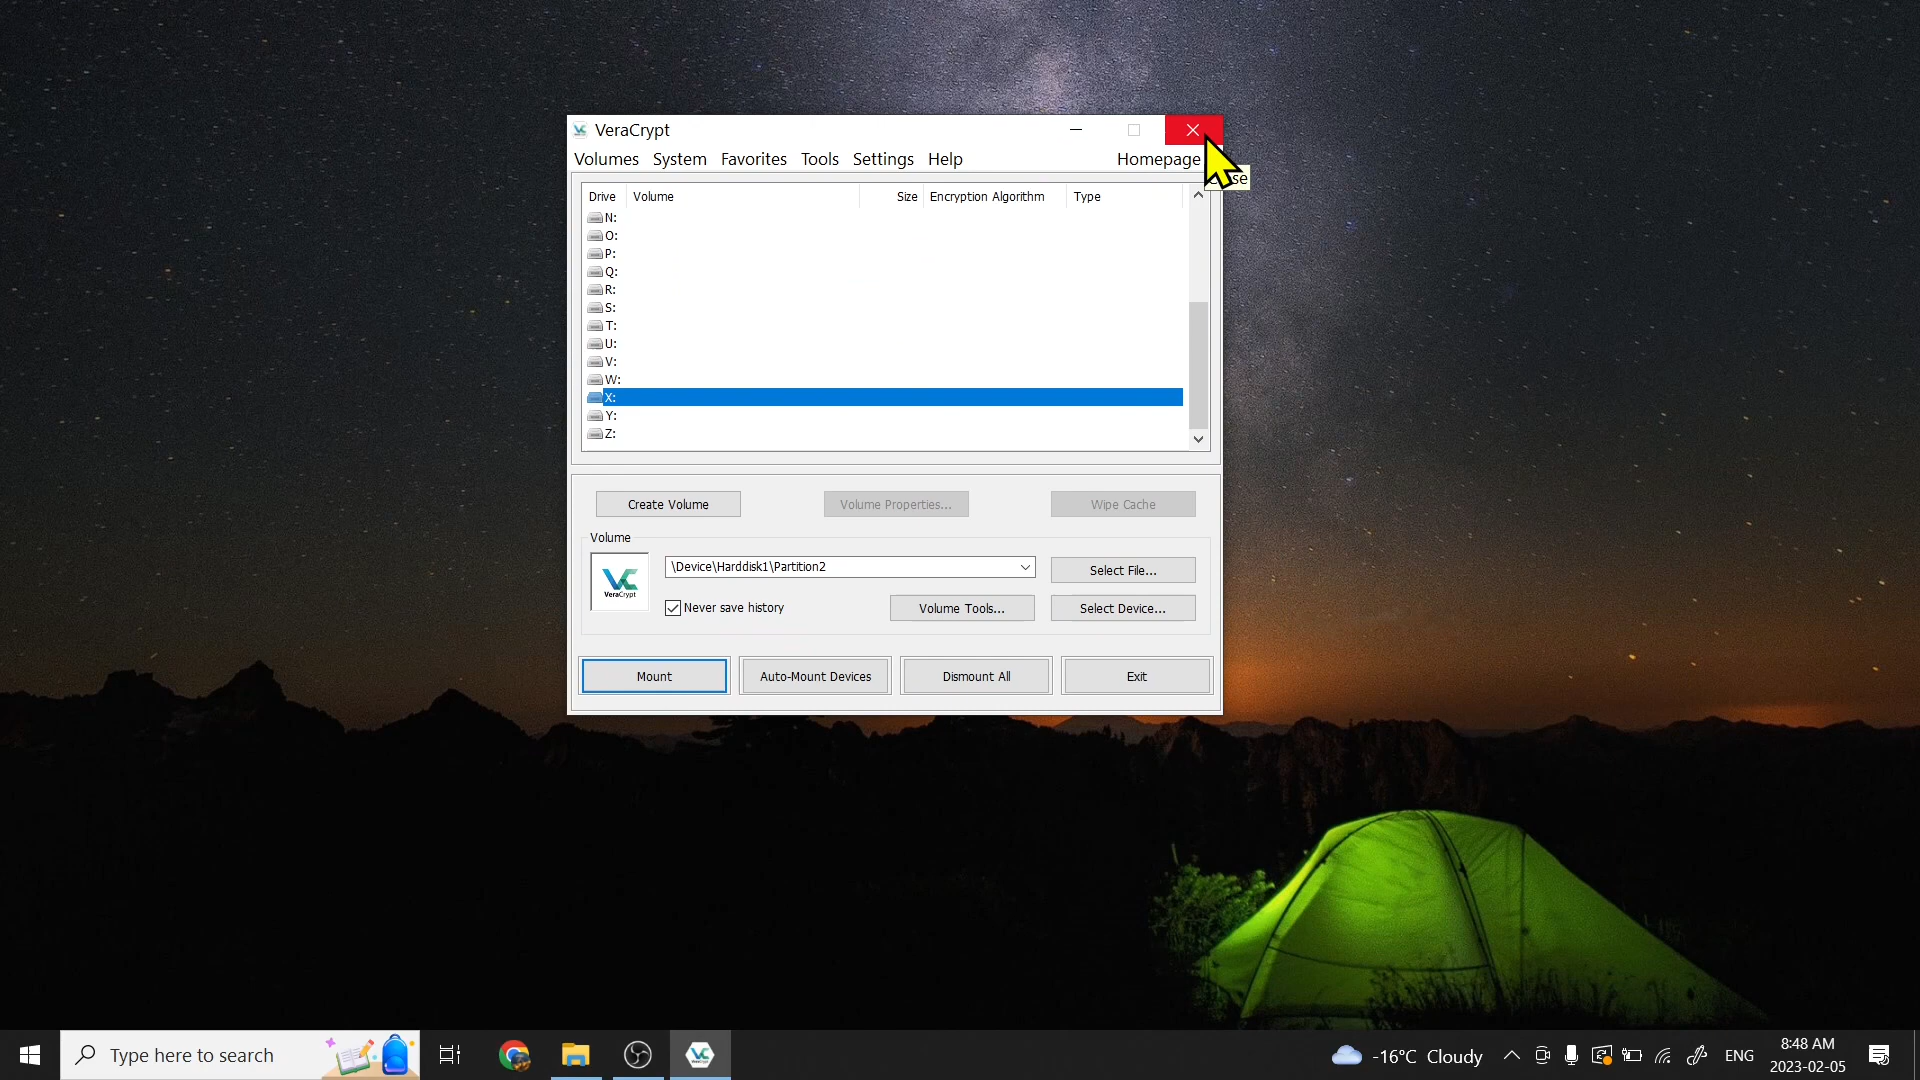 VeraCrypt
Volumes System Favorites Tools Settings Help Homepage
Drive Volume Size Encryption Algorithm Type
N:
O:
P:
Q:
R:
S:
T:
U:
V:
W:
X:
Y:
Z:
Create Volume Volume Properties... Wipe Cache
Volume
\Device\Harddisk1\Partition2 Select File...
VeraCrypt
Never save history Volume Tools... Select Device...
Mount Auto-Mount Devices Dismount All Exit
Type here to search
-16°C Cloudy
ENG
8:48 AM
2023-02-05